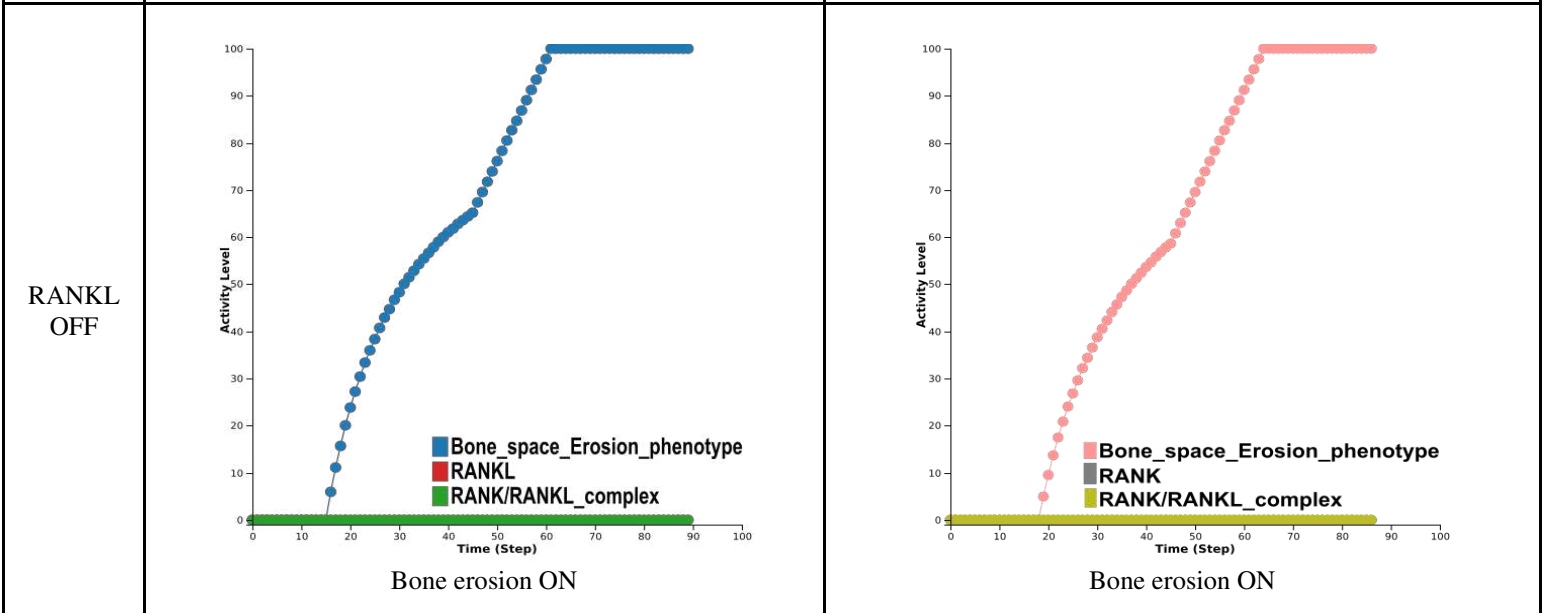 RANKL
OFF
100
90
80
70
60
50
40
30
20
10
0
Activity Level
Bone_space_Erosion_phenotype
RANKL
RANK/RANKL_complex
0 10 20 30 40 50 60 70 80 90 100
Time (Step)
Bone erosion ON
100
90
80
70
60
50
40
30
20
10
0
Activity Level
Bone_space_Erosion_phenotype
RANK
RANK/RANKL_complex
0 10 20 30 40 50 60 70 80 90 100
Time (Step)
Bone erosion ON